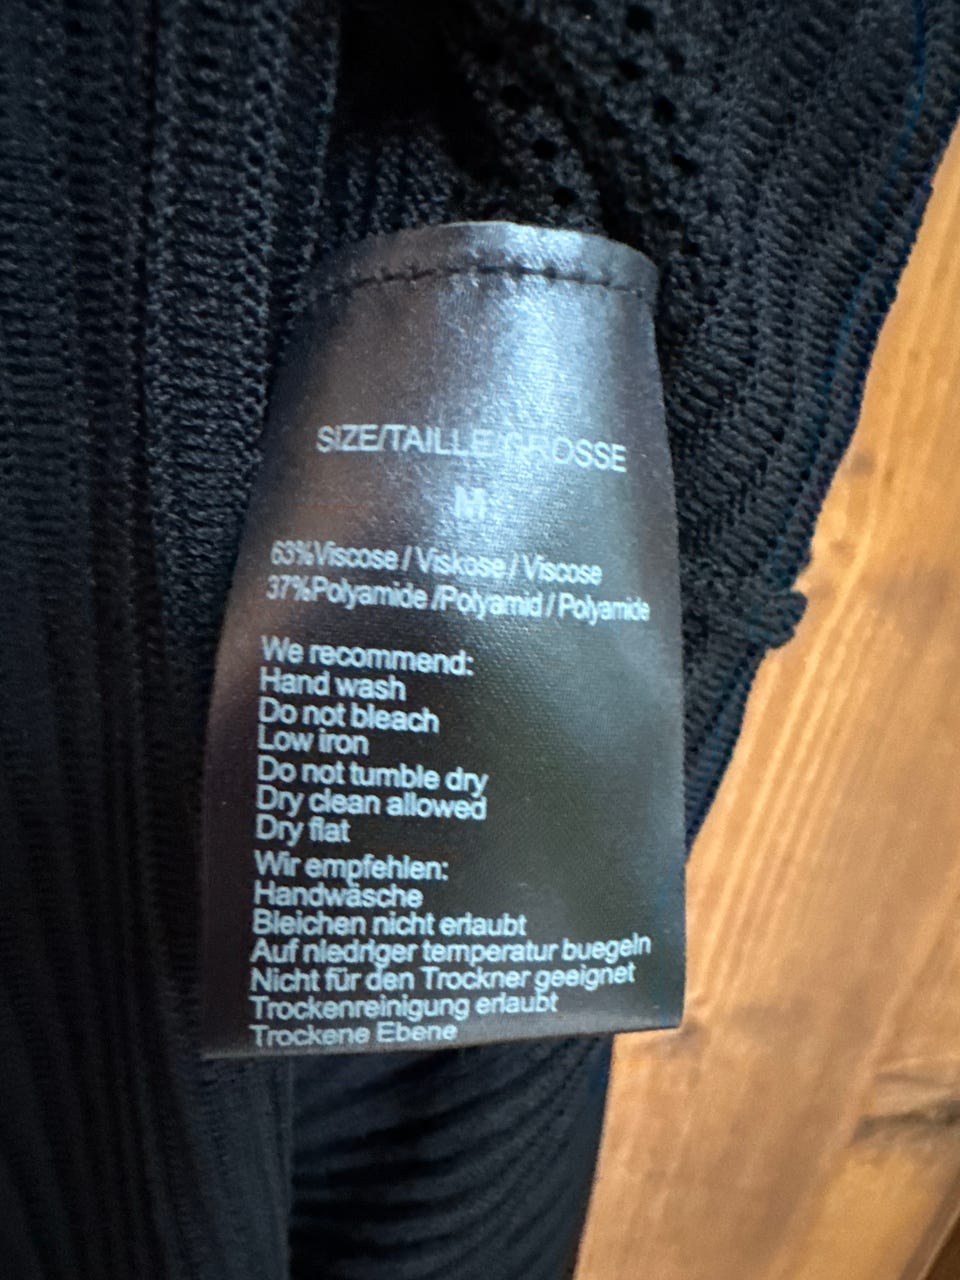 SIZE/TAILLE/GROSSE
M
63%Viscose / Viskose / Viscose
37%Polyamide /Polyamid / Polyamide
We recommend:
Hand wash
Do not bleach
Low iron
Do not tumble dry
Dry clean allowed
Dry flat
Wir empfehlen:
Handwäsche
Bleichen nicht erlaubt
Auf niedriger temperatur buegeln
Nicht für den Trockner geeignet
Trockenreinigung erlaubt
Trockene Ebene